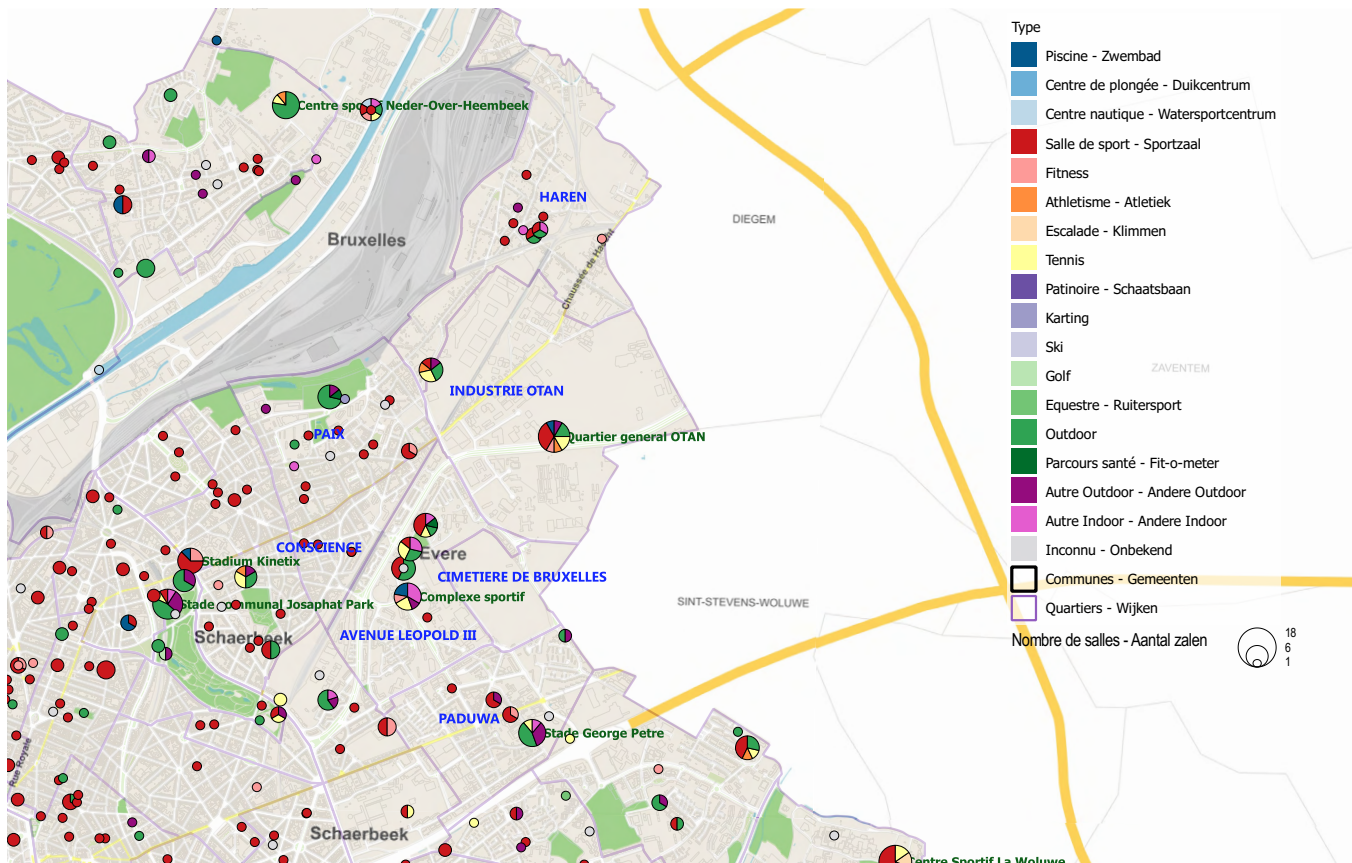 Type
Piscine - Zwembad
Centre de plongée - Duikcentrum
Centre nautique - Watersportcentrum
Salle de sport - Sportzaal
Fitness
Athletisme - Atletiek
Escalade - Klimmen
Tennis
Patinoire - Schaatsbaan
Karting
Ski
Golf
Equestre - Ruitersport
Outdoor
Parcours santé - Fit-o-meter
Autre Outdoor - Andere Outdoor
Autre Indoor - Andere Indoor
Inconnu - Onbekend
Communes - Gemeenten
Quartiers - Wijken
Nombre de salles - Aantal zalen
18
6
1
Centre sportif Neder-Over-Heembeek
HAREN
DIEGEM
Bruxelles
Chaussée de Haecht
ZAVENTEM
INDUSTRIE OTAN
PAIX
Quartier general OTAN
CONSCIENCE
Evere
Stadium Kinetix
CIMETIERE DE BRUXELLES
Complexe sportif
SINT-STEVENS-WOLUWE
Stade communal Josaphat Park
Schaerbeek
AVENUE LEOPOLD III
PADUWA
Stade George Petre
Rue Royale
Schaerbeek
Centre Sportif La Woluwe